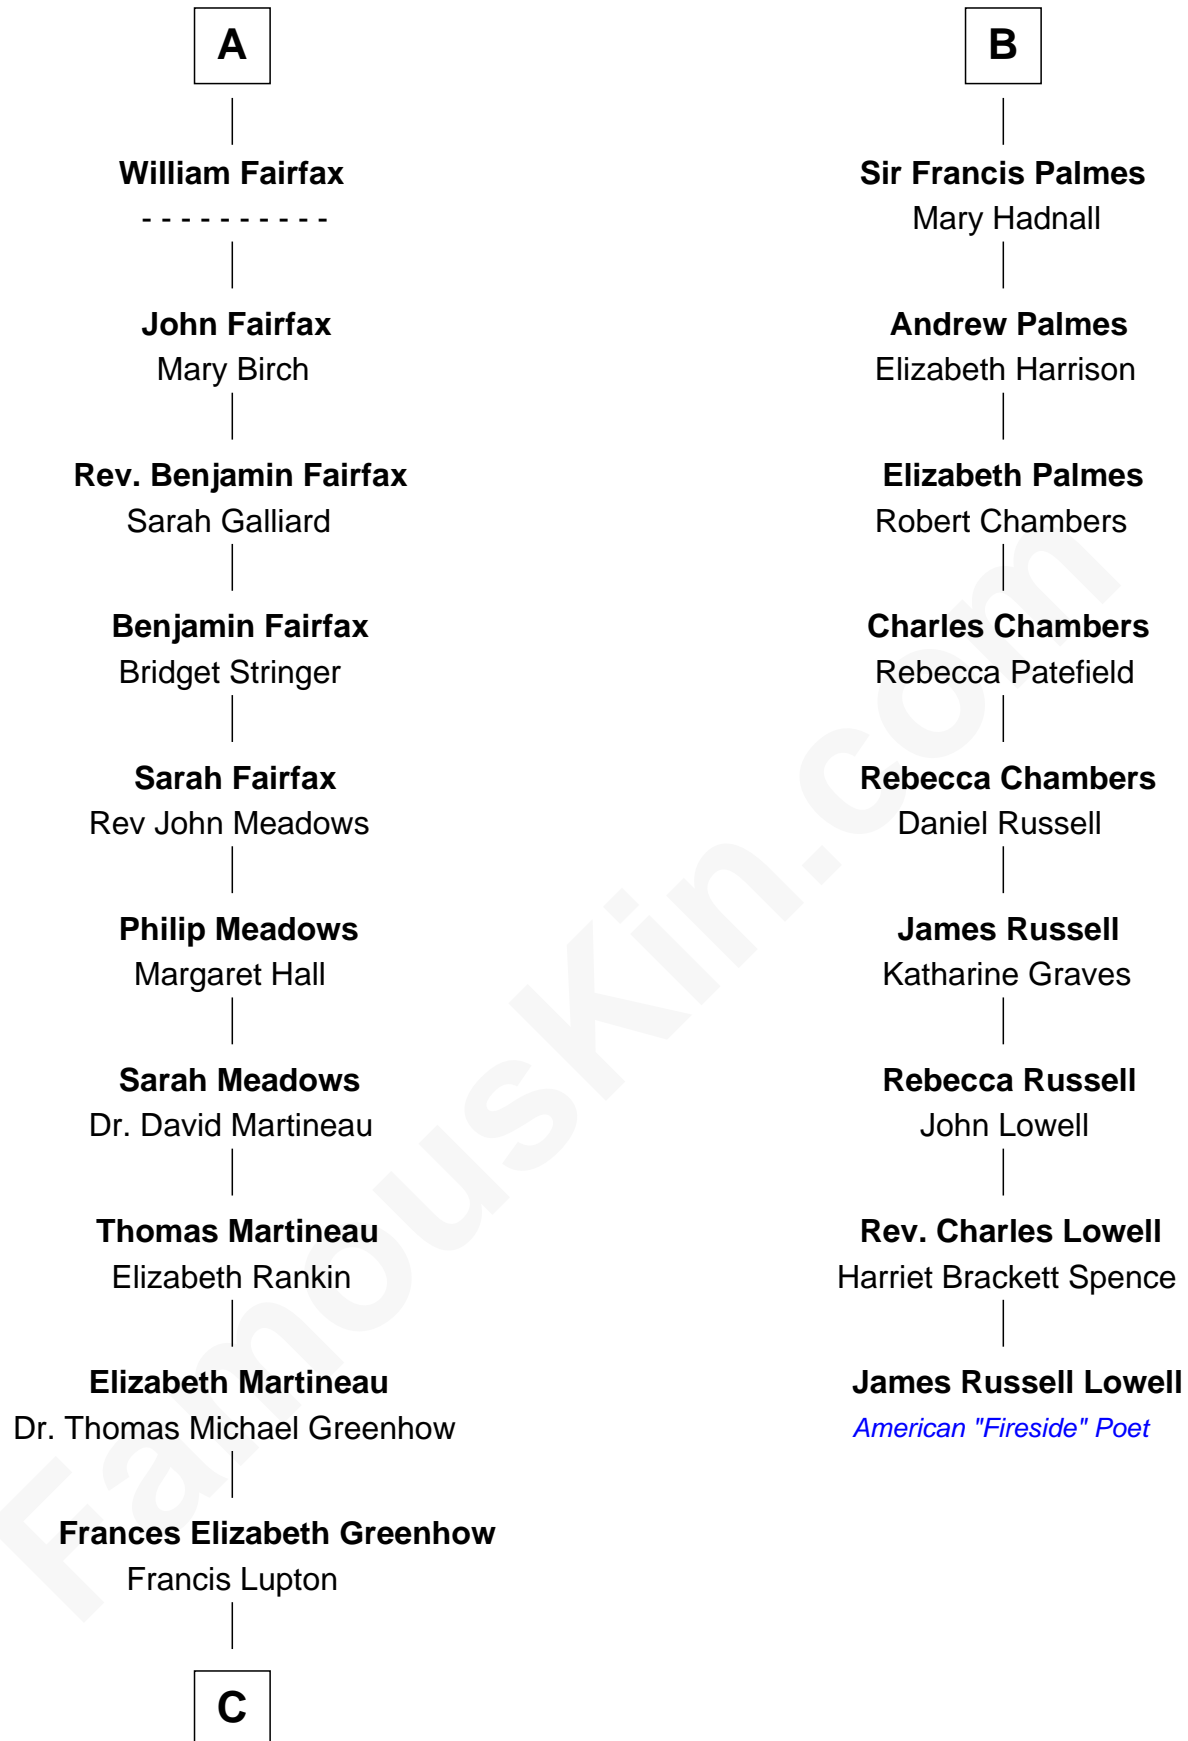 A
William Fairfax
- - - - - - - - - -
John Fairfax
Mary Birch
Rev. Benjamin Fairfax
Sarah Galliard
Benjamin Fairfax
Bridget Stringer
Sarah Fairfax
Rev John Meadows
Philip Meadows
Margaret Hall
Sarah Meadows
Dr. David Martineau
Thomas Martineau
Elizabeth Rankin
Elizabeth Martineau
Dr. Thomas Michael Greenhow
Frances Elizabeth Greenhow
Francis Lupton
C
B
Sir Francis Palmes
Mary Hadnall
Andrew Palmes
Elizabeth Harrison
Elizabeth Palmes
Robert Chambers
Charles Chambers
Rebecca Patefield
Rebecca Chambers
Daniel Russell
James Russell
Katharine Graves
Rebecca Russell
John Lowell
Rev. Charles Lowell
Harriet Brackett Spence
James Russell Lowell
American "Fireside" Poet
FamousKin.com